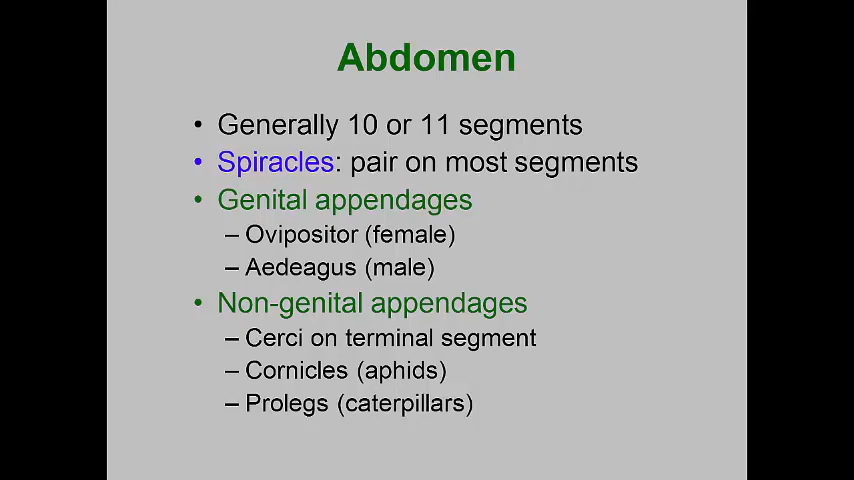 Abdomen
• Generally 10 or 11 segments
• Spiracles: pair on most segments
• Genital appendages
– Ovipositor (female)
– Aedeagus (male)
• Non-genital appendages
– Cerci on terminal segment
– Cornicles (aphids)
– Prolegs (caterpillars)